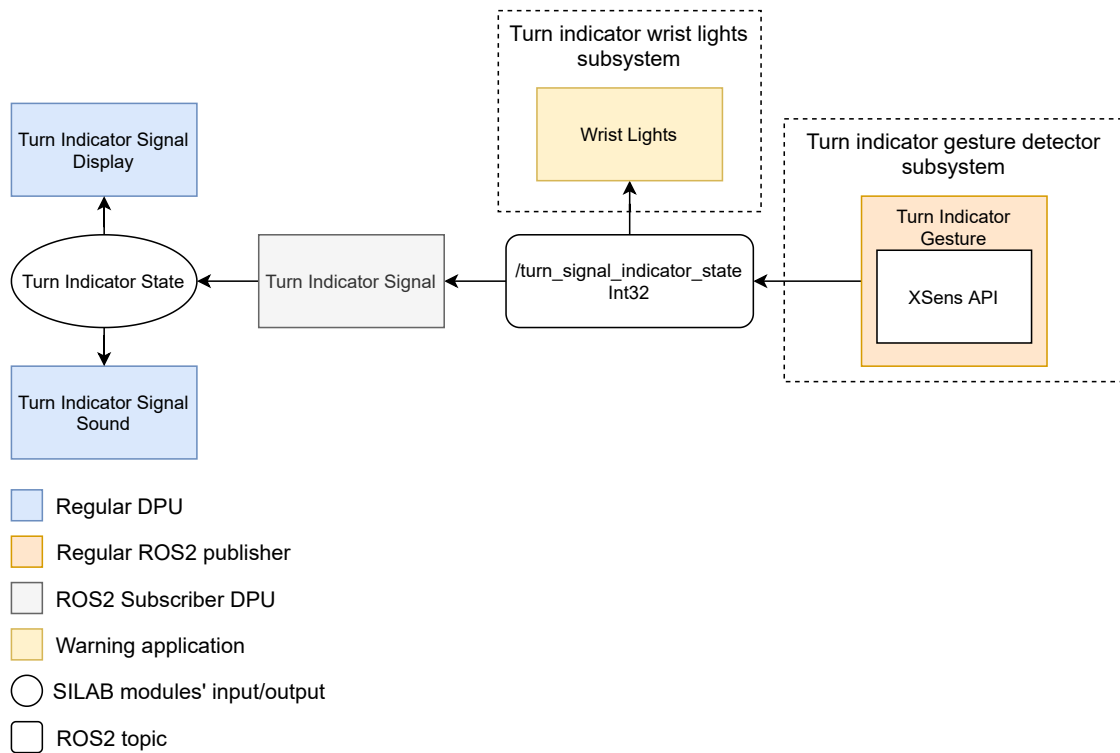 Turn indicator wrist lights
subsystem
Wrist Lights
Turn indicator gesture detector
subsystem
Turn Indicator
Gesture
XSens API
Turn Indicator Signal
Display
Turn Indicator State
Turn Indicator Signal
/turn_signal_indicator_state
Int32
Turn Indicator Signal
Sound
Regular DPU
Regular ROS2 publisher
ROS2 Subscriber DPU
Warning application
SILAB modules' input/output
ROS2 topic